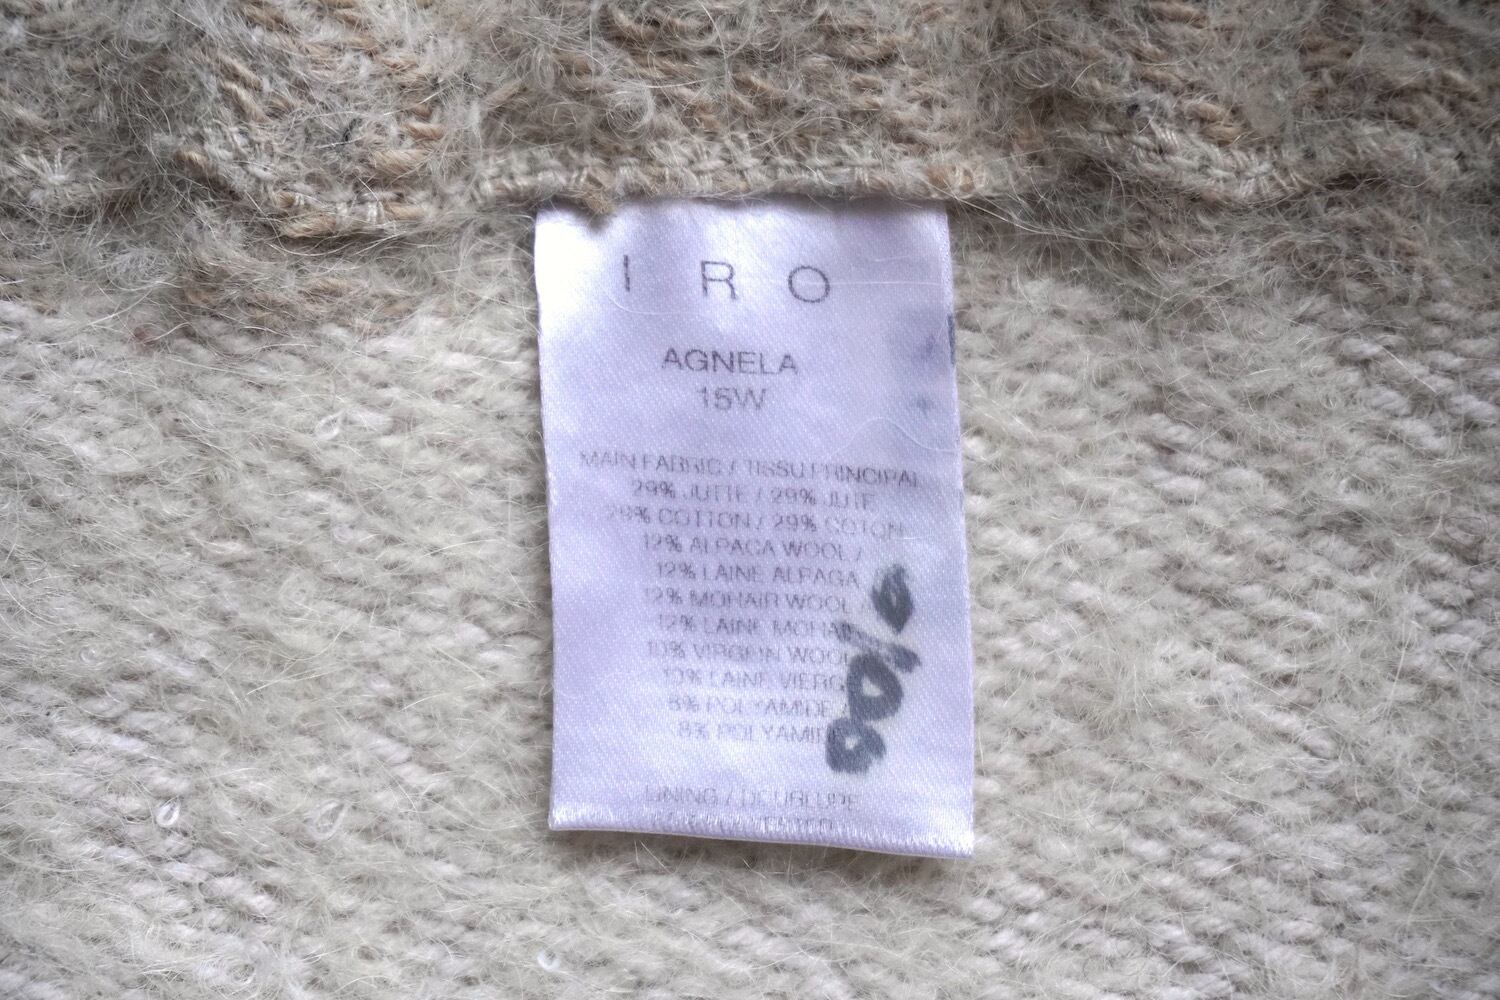 I R O
AGNELA
15W
MAIN FABRIC / TISSU PRINCIPAL
29% JUTE / 29% JUTE
29% COTTON / 29% COTON
12% ALPACA WOOL /
12% LAINE ALPAGA
12% MOHAIR WOOL /
12% LAINE MOHAIR
10% VIRGIN WOOL
10% LAINE VIERGE
8% POLYAMIDE /
8% POLYAMIDE
LINING / DOUBLURE